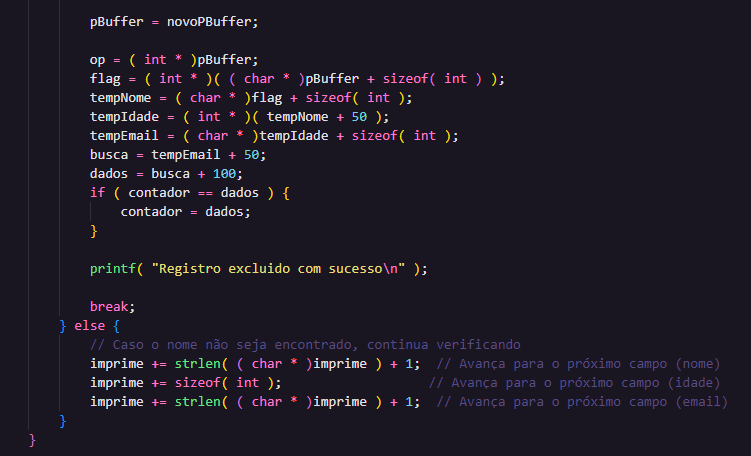 pBuffer = novoPBuffer;
op = ( int * )pBuffer;
flag = ( int * )( ( char * )pBuffer + sizeof( int ) );
tempNome = ( char * )flag + sizeof( int );
tempIdade = ( int * )( tempNome + 50 );
tempEmail = ( char * )tempIdade + sizeof( int );
busca = tempEmail + 50;
dados = busca + 100;
if ( contador == dados ) {
contador = dados;
}
printf( "Registro excluido com sucesso\n" );
break;
} else {
// Caso o nome não seja encontrado, continua verificando
imprime += strlen( ( char * )imprime ) + 1;  // Avança para o próximo campo (nome)
imprime += sizeof( int );                   // Avança para o próximo campo (idade)
imprime += strlen( ( char * )imprime ) + 1;  // Avança para o próximo campo (email)
}
}